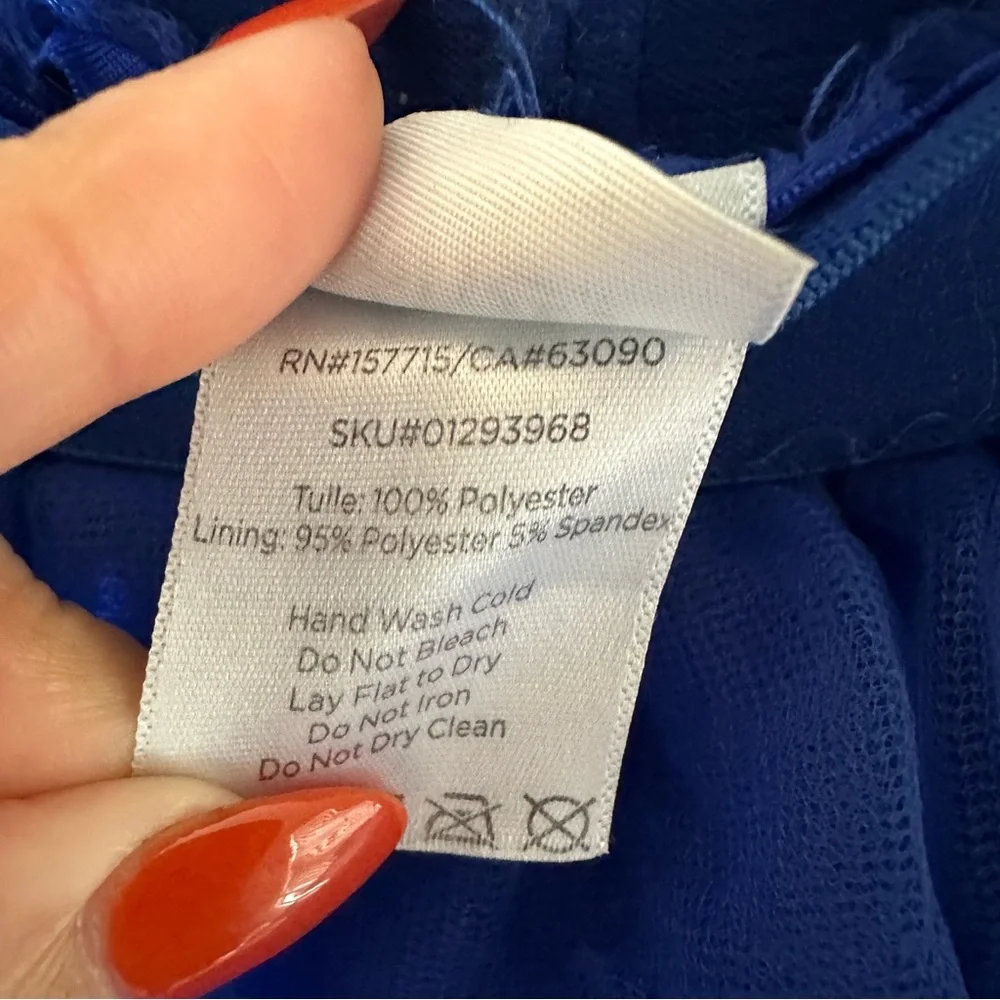 RN#157715/CA#63090
SKU#01293968
Tulle: 100% Polyester
Lining: 95% Polyester 5% Spandex
Hand Wash Cold
Do Not Bleach
Lay Flat to Dry
Do Not Iron
Do Not Dry Clean